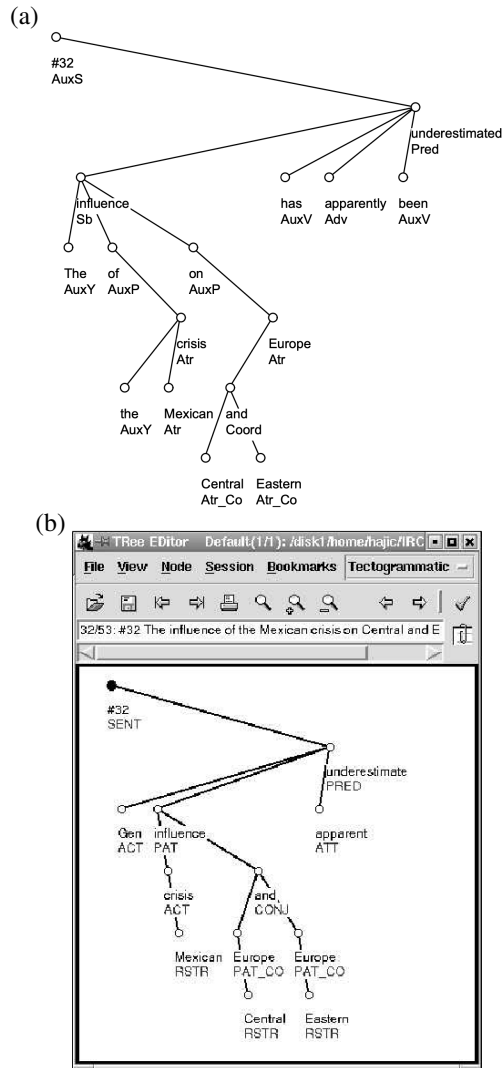 (a)
#32
AuxS
underestimated
Pred
influence
Sb
has
AuxV
apparently
Adv
been
AuxV
The
AuxY
of
AuxP
on
AuxP
crisis
Atr
Europe
Atr
the
AuxY
Mexican
Atr
and
Coord
Central
Atr_Co
Eastern
Atr_Co
(b)
TRee EDitor Default(1/1): /disk1/home/hajic/IRC
File View Node Session Bookmarks Tectogrammatic
32/53: #32 The influence of the Mexican crisis on Central and E
#32
SENT
underestimate
PRED
Gen
ACT
influence
PAT
apparent
ATT
crisis
ACT
and
CONJ
Mexican
RSTR
Europe
PAT_CO
Europe
PAT_CO
Central
RSTR
Eastern
RSTR